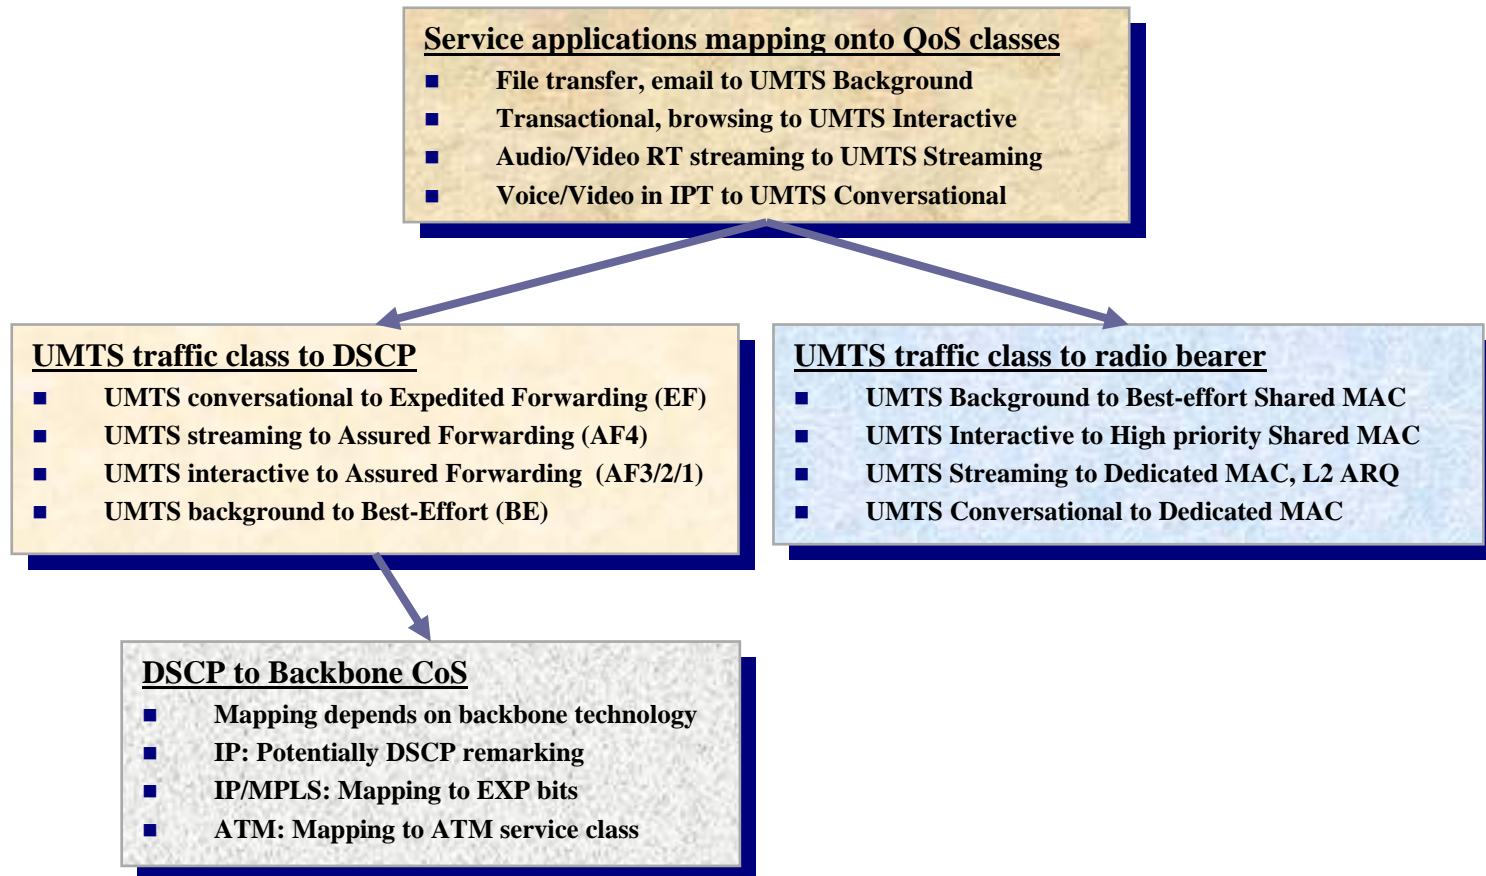 Service applications mapping onto QoS classes
File transfer, email to UMTS Background
Transactional, browsing to UMTS Interactive
Audio/Video RT streaming to UMTS Streaming
Voice/Video in IPT to UMTS Conversational
UMTS traffic class to DSCP
UMTS conversational to Expedited Forwarding (EF)
UMTS streaming to Assured Forwarding (AF4)
UMTS interactive to Assured Forwarding (AF3/2/1)
UMTS background to Best-Effort (BE)
UMTS traffic class to radio bearer
UMTS Background to Best-effort Shared MAC
UMTS Interactive to High priority Shared MAC
UMTS Streaming to Dedicated MAC, L2 ARQ
UMTS Conversational to Dedicated MAC
DSCP to Backbone CoS
Mapping depends on backbone technology
IP: Potentially DSCP remarking
IP/MPLS: Mapping to EXP bits
ATM: Mapping to ATM service class